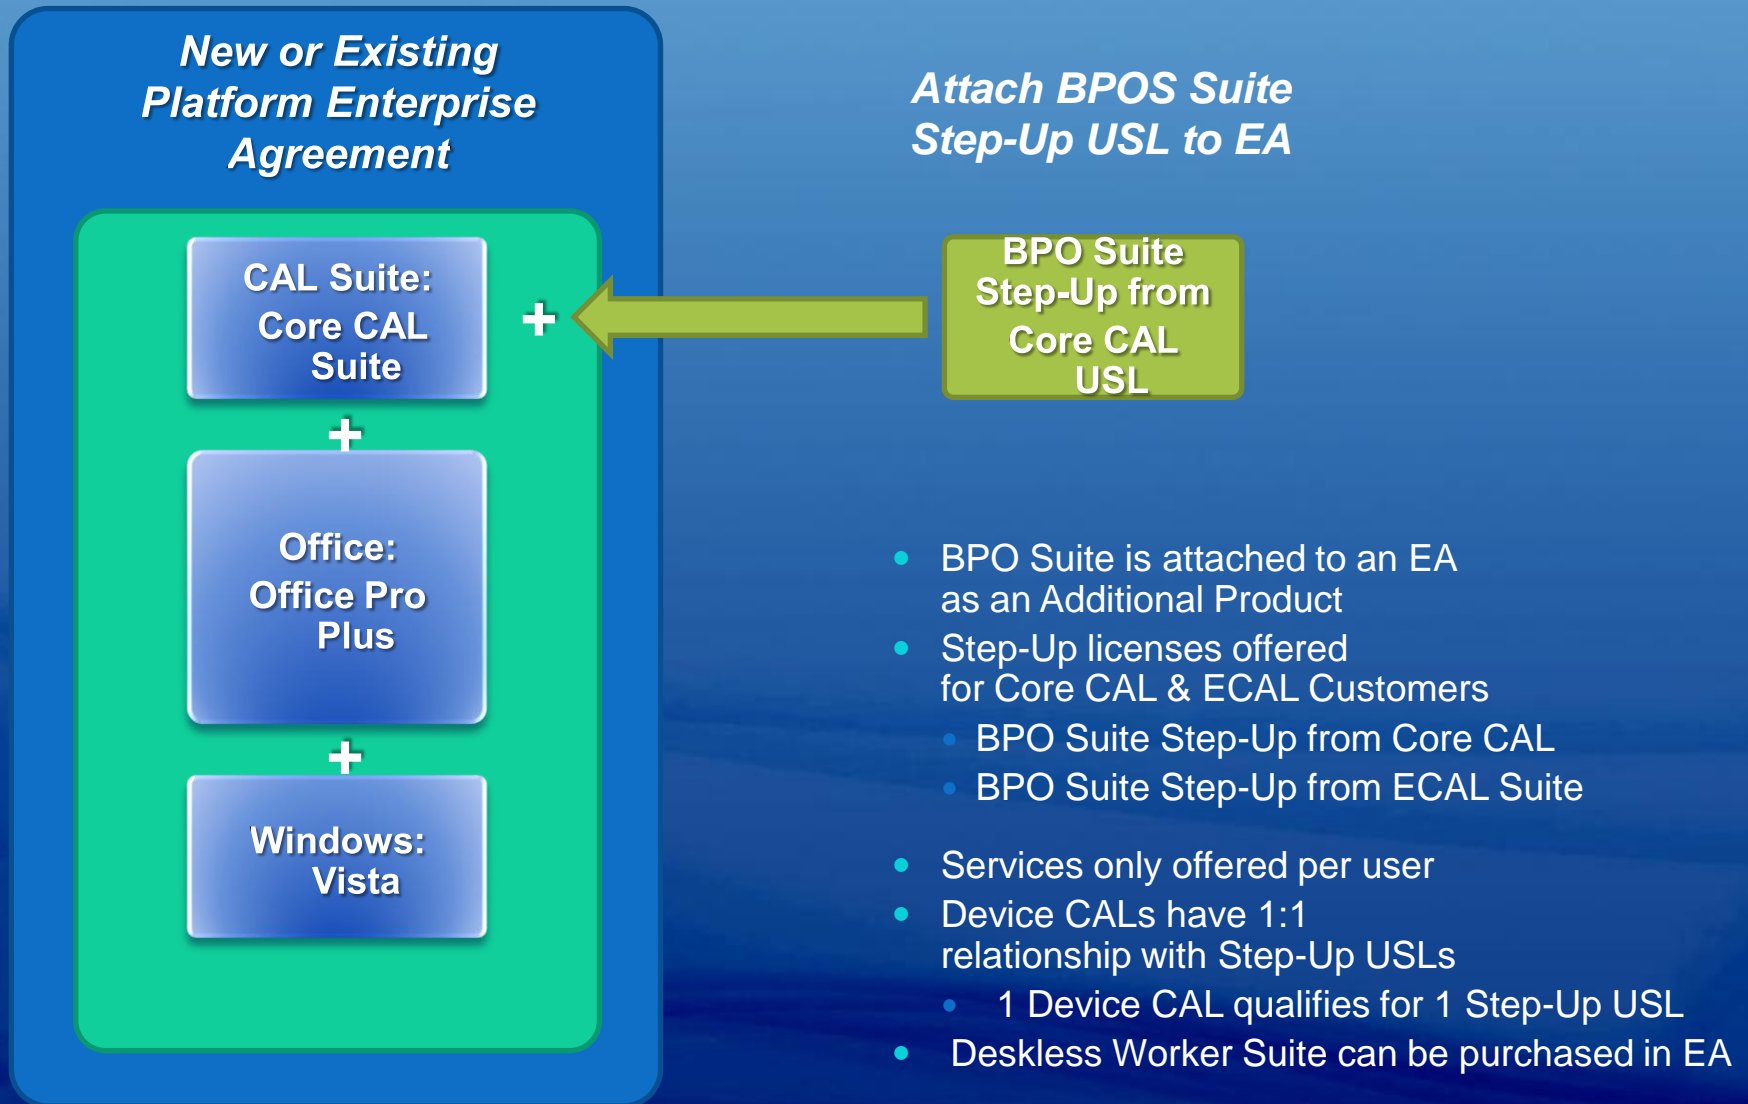 New or Existing
Platform Enterprise
Agreement
CAL Suite:
Core CAL
Suite
+
+
Office:
Office Pro
Plus
+
Windows:
Vista
Attach BPOS Suite
Step-Up USL to EA
BPO Suite
Step-Up from
Core CAL
USL
• BPO Suite is attached to an EA
as an Additional Product
• Step-Up licenses offered
for Core CAL & ECAL Customers
• BPO Suite Step-Up from Core CAL
• BPO Suite Step-Up from ECAL Suite
• Services only offered per user
• Device CALs have 1:1
relationship with Step-Up USLs
• 1 Device CAL qualifies for 1 Step-Up USL
• Deskless Worker Suite can be purchased in EA